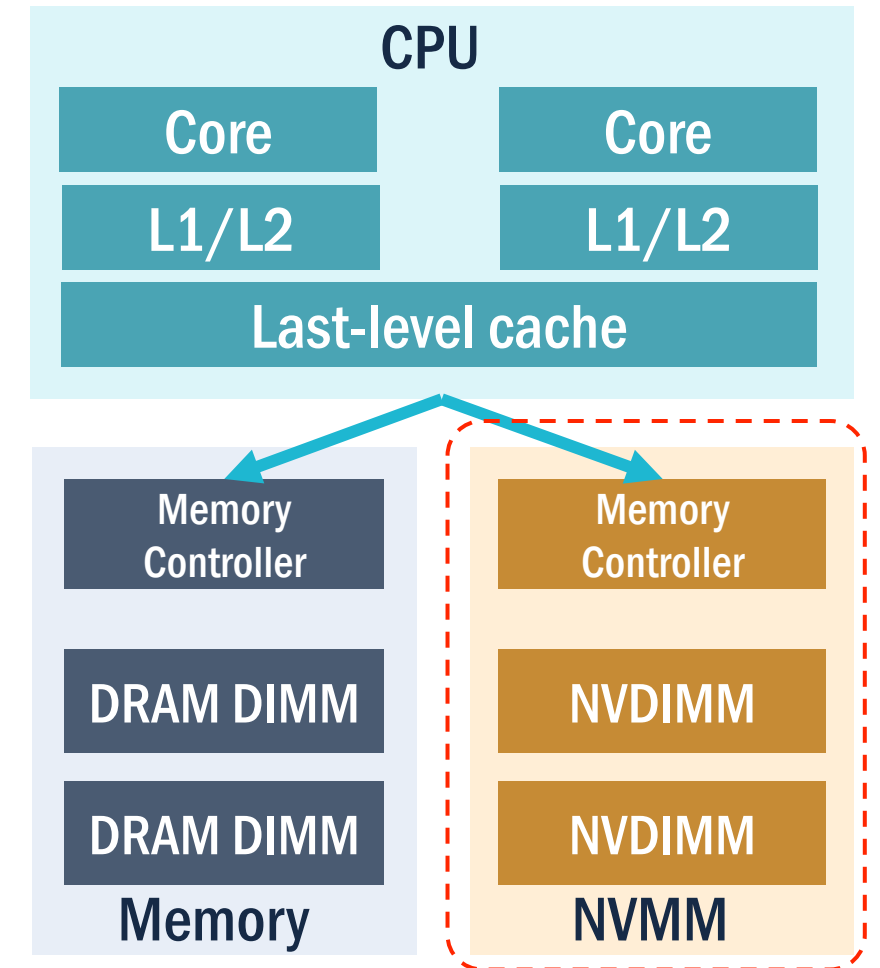 CPU
Core
Core
L1/L2
L1/L2
Last-level cache
Memory
Controller
DRAM DIMM
DRAM DIMM
Memory
Memory
Controller
NVDIMM
NVDIMM
NVMM